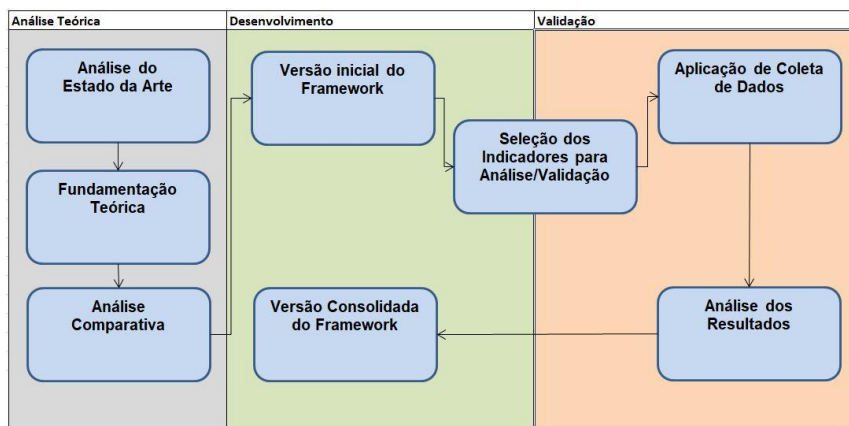 Análise Teórica
Desenvolvimento
Validação
Análise do
Estado da Arte
Fundamentação
Teórica
Análise
Comparativa
Versão inicial do
Framework
Seleção dos
Indicadores para
Análise/Validação
Aplicação de Coleta
de Dados
Análise dos
Resultados
Versão Consolidada
do Framework